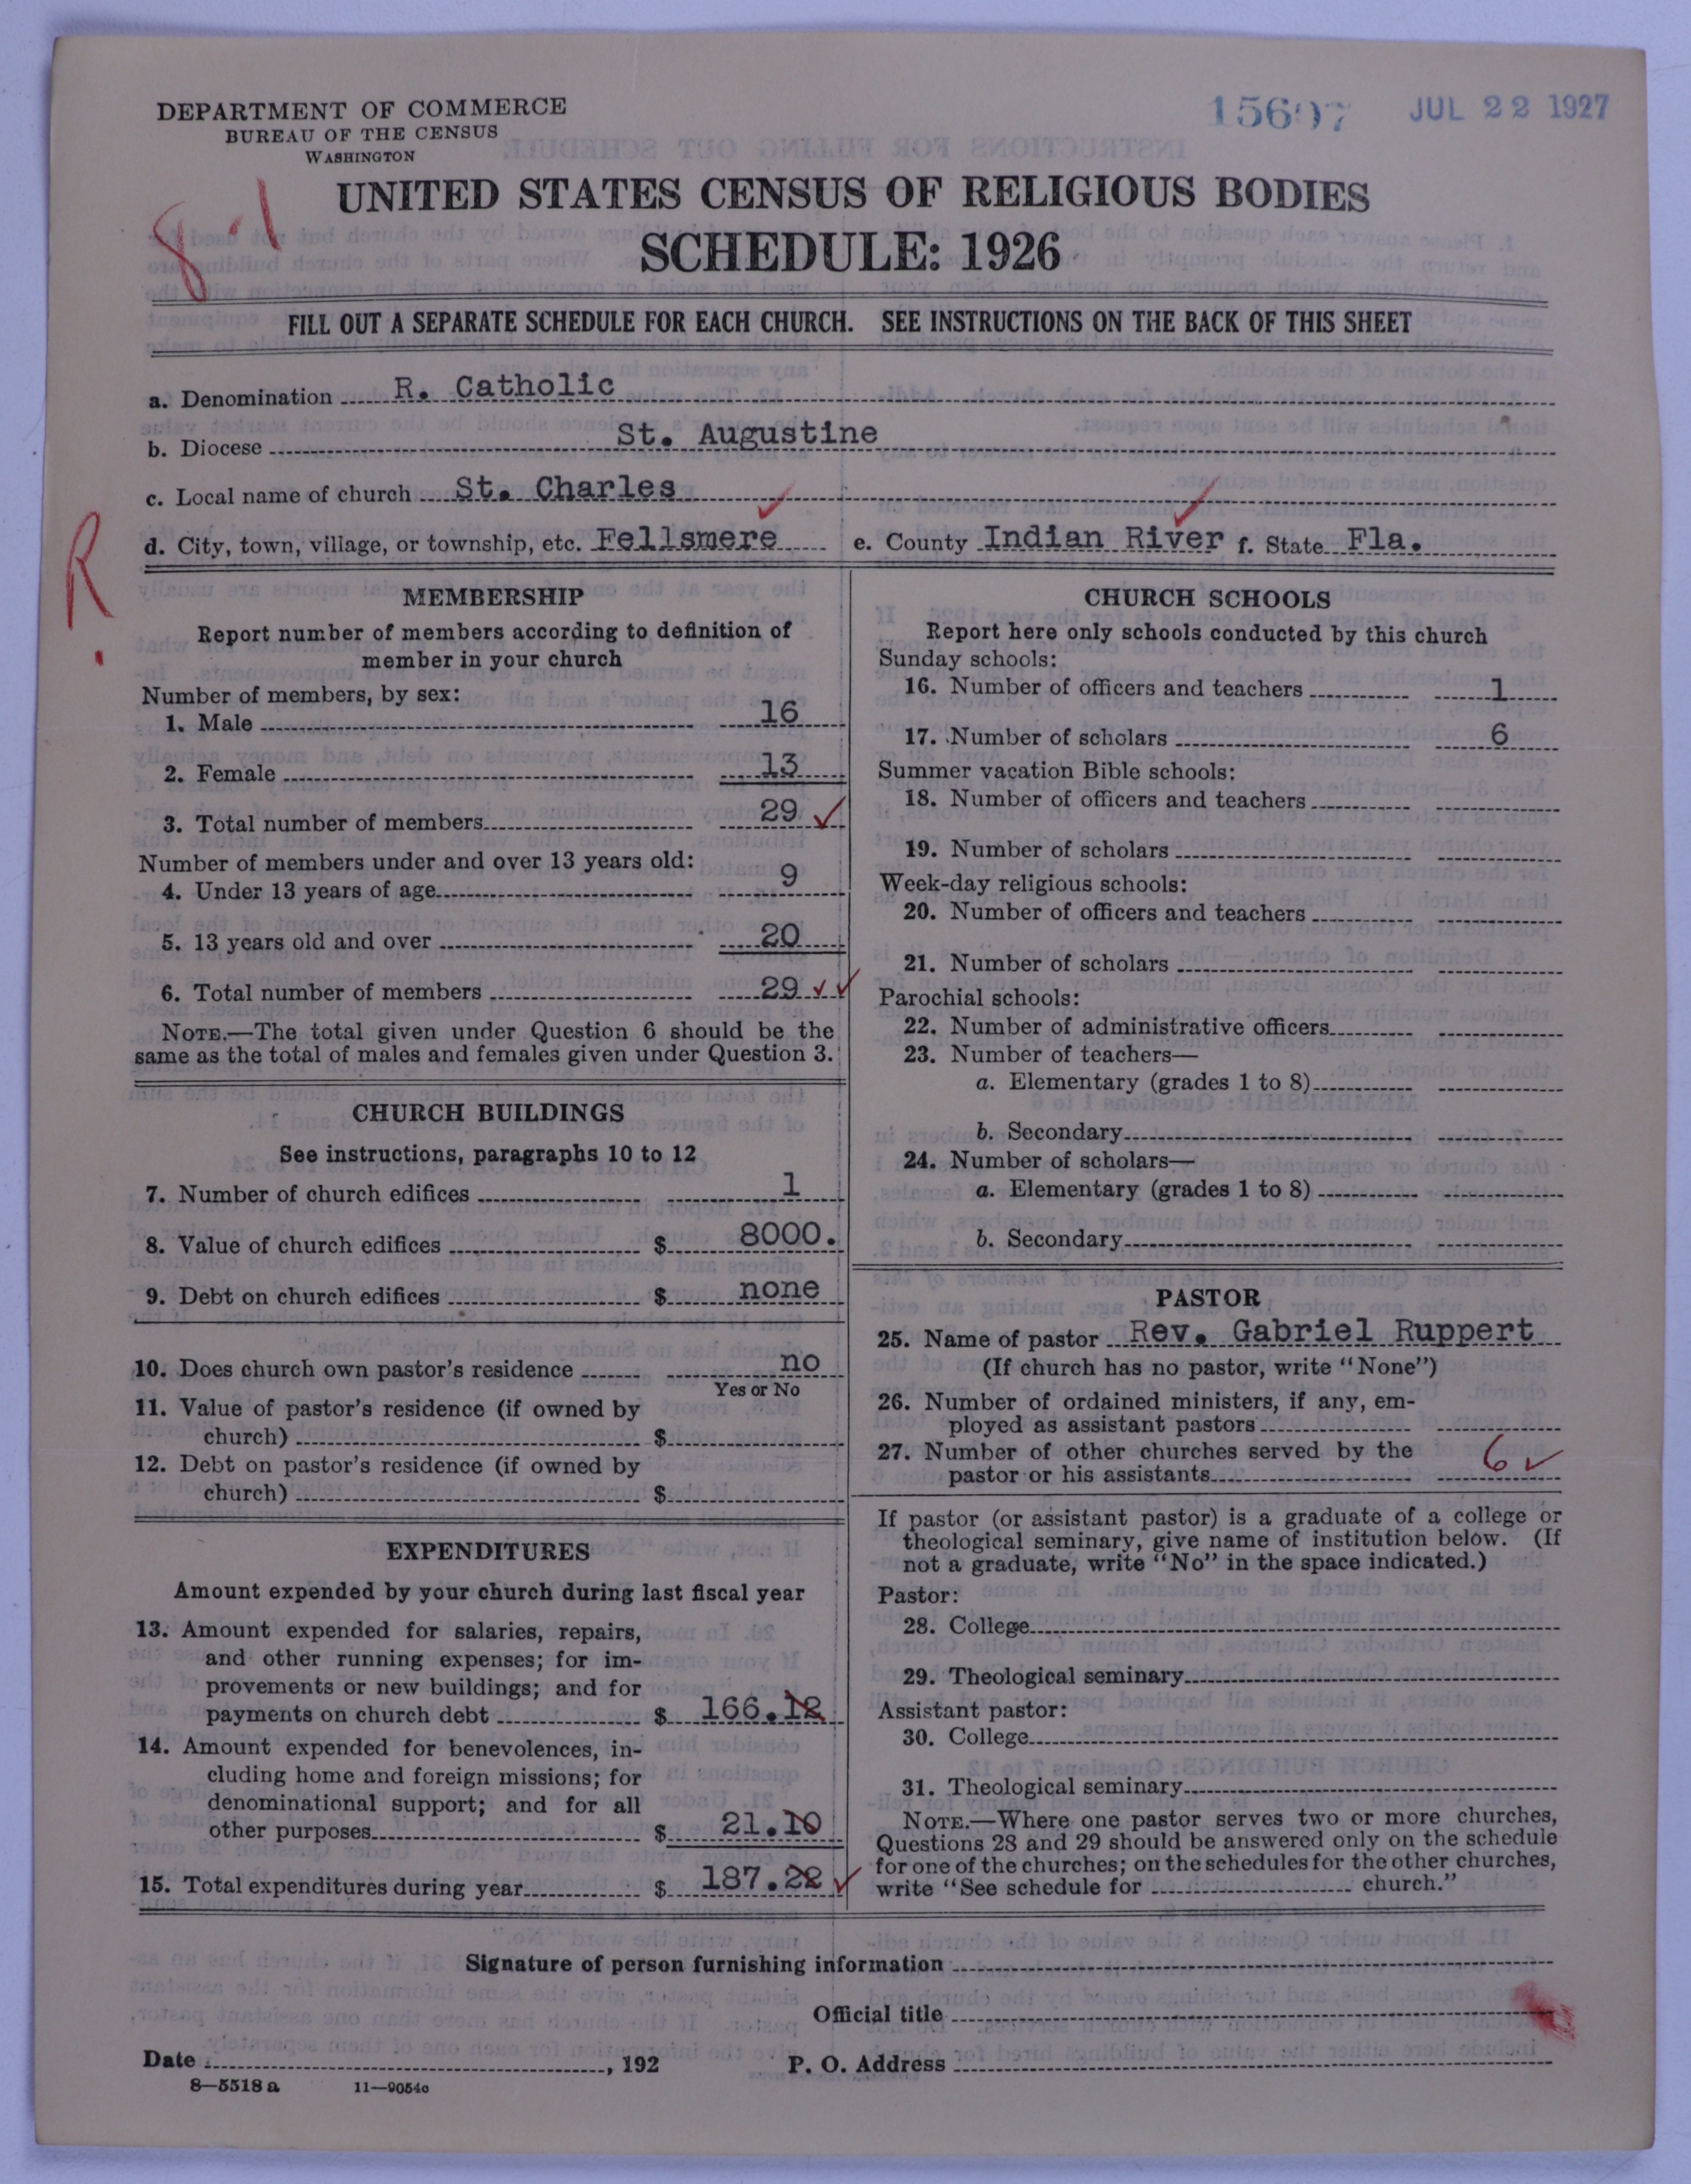 DEPARTMENT OF COMMERCE
BUREAU OF THE CENSUS
WASHINGTON
15697 JUL 22 1927
8-1
UNITED STATES CENSUS OF RELIGIOUS BODIES
SCHEDULE: 1926
FILL OUT A SEPARATE SCHEDULE FOR EACH CHURCH. SEE INSTRUCTIONS ON THE BACK OF THIS SHEET
a. Denomination R. Catholic
b. Diocese St. Augustine
c. Local name of church St. Charles
d. City, town, village, or township, etc. Fellsmere e. County Indian River f. State Fla.
R.
MEMBERSHIP
Report number of members according to definition of
member in your church
Number of members, by sex:
1. Male 16
2. Female 13
3. Total number of members 29 ✓
Number of members under and over 13 years old:
4. Under 13 years of age 9
5. 13 years old and over 20
6. Total number of members 29 ✓ ✓
NOTE.—The total given under Question 6 should be the
same as the total of males and females given under Question 3.
CHURCH BUILDINGS
See instructions, paragraphs 10 to 12
7. Number of church edifices 1
8. Value of church edifices $ 8000.
9. Debt on church edifices $ none
10. Does church own pastor's residence no
Yes or No
11. Value of pastor's residence (if owned by
church) $
12. Debt on pastor's residence (if owned by
church) $
EXPENDITURES
Amount expended by your church during last fiscal year
13. Amount expended for salaries, repairs,
and other running expenses; for im-
provements or new buildings; and for
payments on church debt $ 166.12
14. Amount expended for benevolences, in-
cluding home and foreign missions; for
denominational support; and for all
other purposes $ 21.10
15. Total expenditures during year $ 187.22 ✓
CHURCH SCHOOLS
Report here only schools conducted by this church
Sunday schools:
16. Number of officers and teachers 1
17. Number of scholars 6
Summer vacation Bible schools:
18. Number of officers and teachers
19. Number of scholars
Week-day religious schools:
20. Number of officers and teachers
21. Number of scholars
Parochial schools:
22. Number of administrative officers
23. Number of teachers—
a. Elementary (grades 1 to 8)
b. Secondary
24. Number of scholars—
a. Elementary (grades 1 to 8)
b. Secondary
PASTOR
25. Name of pastor Rev. Gabriel Ruppert
(If church has no pastor, write "None")
26. Number of ordained ministers, if any, em-
ployed as assistant pastors
27. Number of other churches served by the
pastor or his assistants 6 ✓
If pastor (or assistant pastor) is a graduate of a college or
theological seminary, give name of institution below. (If
not a graduate, write "No" in the space indicated.)
Pastor:
28. College
29. Theological seminary
Assistant pastor:
30. College
31. Theological seminary
NOTE.—Where one pastor serves two or more churches,
Questions 28 and 29 should be answered only on the schedule
for one of the churches; on the schedules for the other churches,
write "See schedule for church."
Signature of person furnishing information
Official title
Date , 192 P. O. Address
8—5518 a 11—9054c